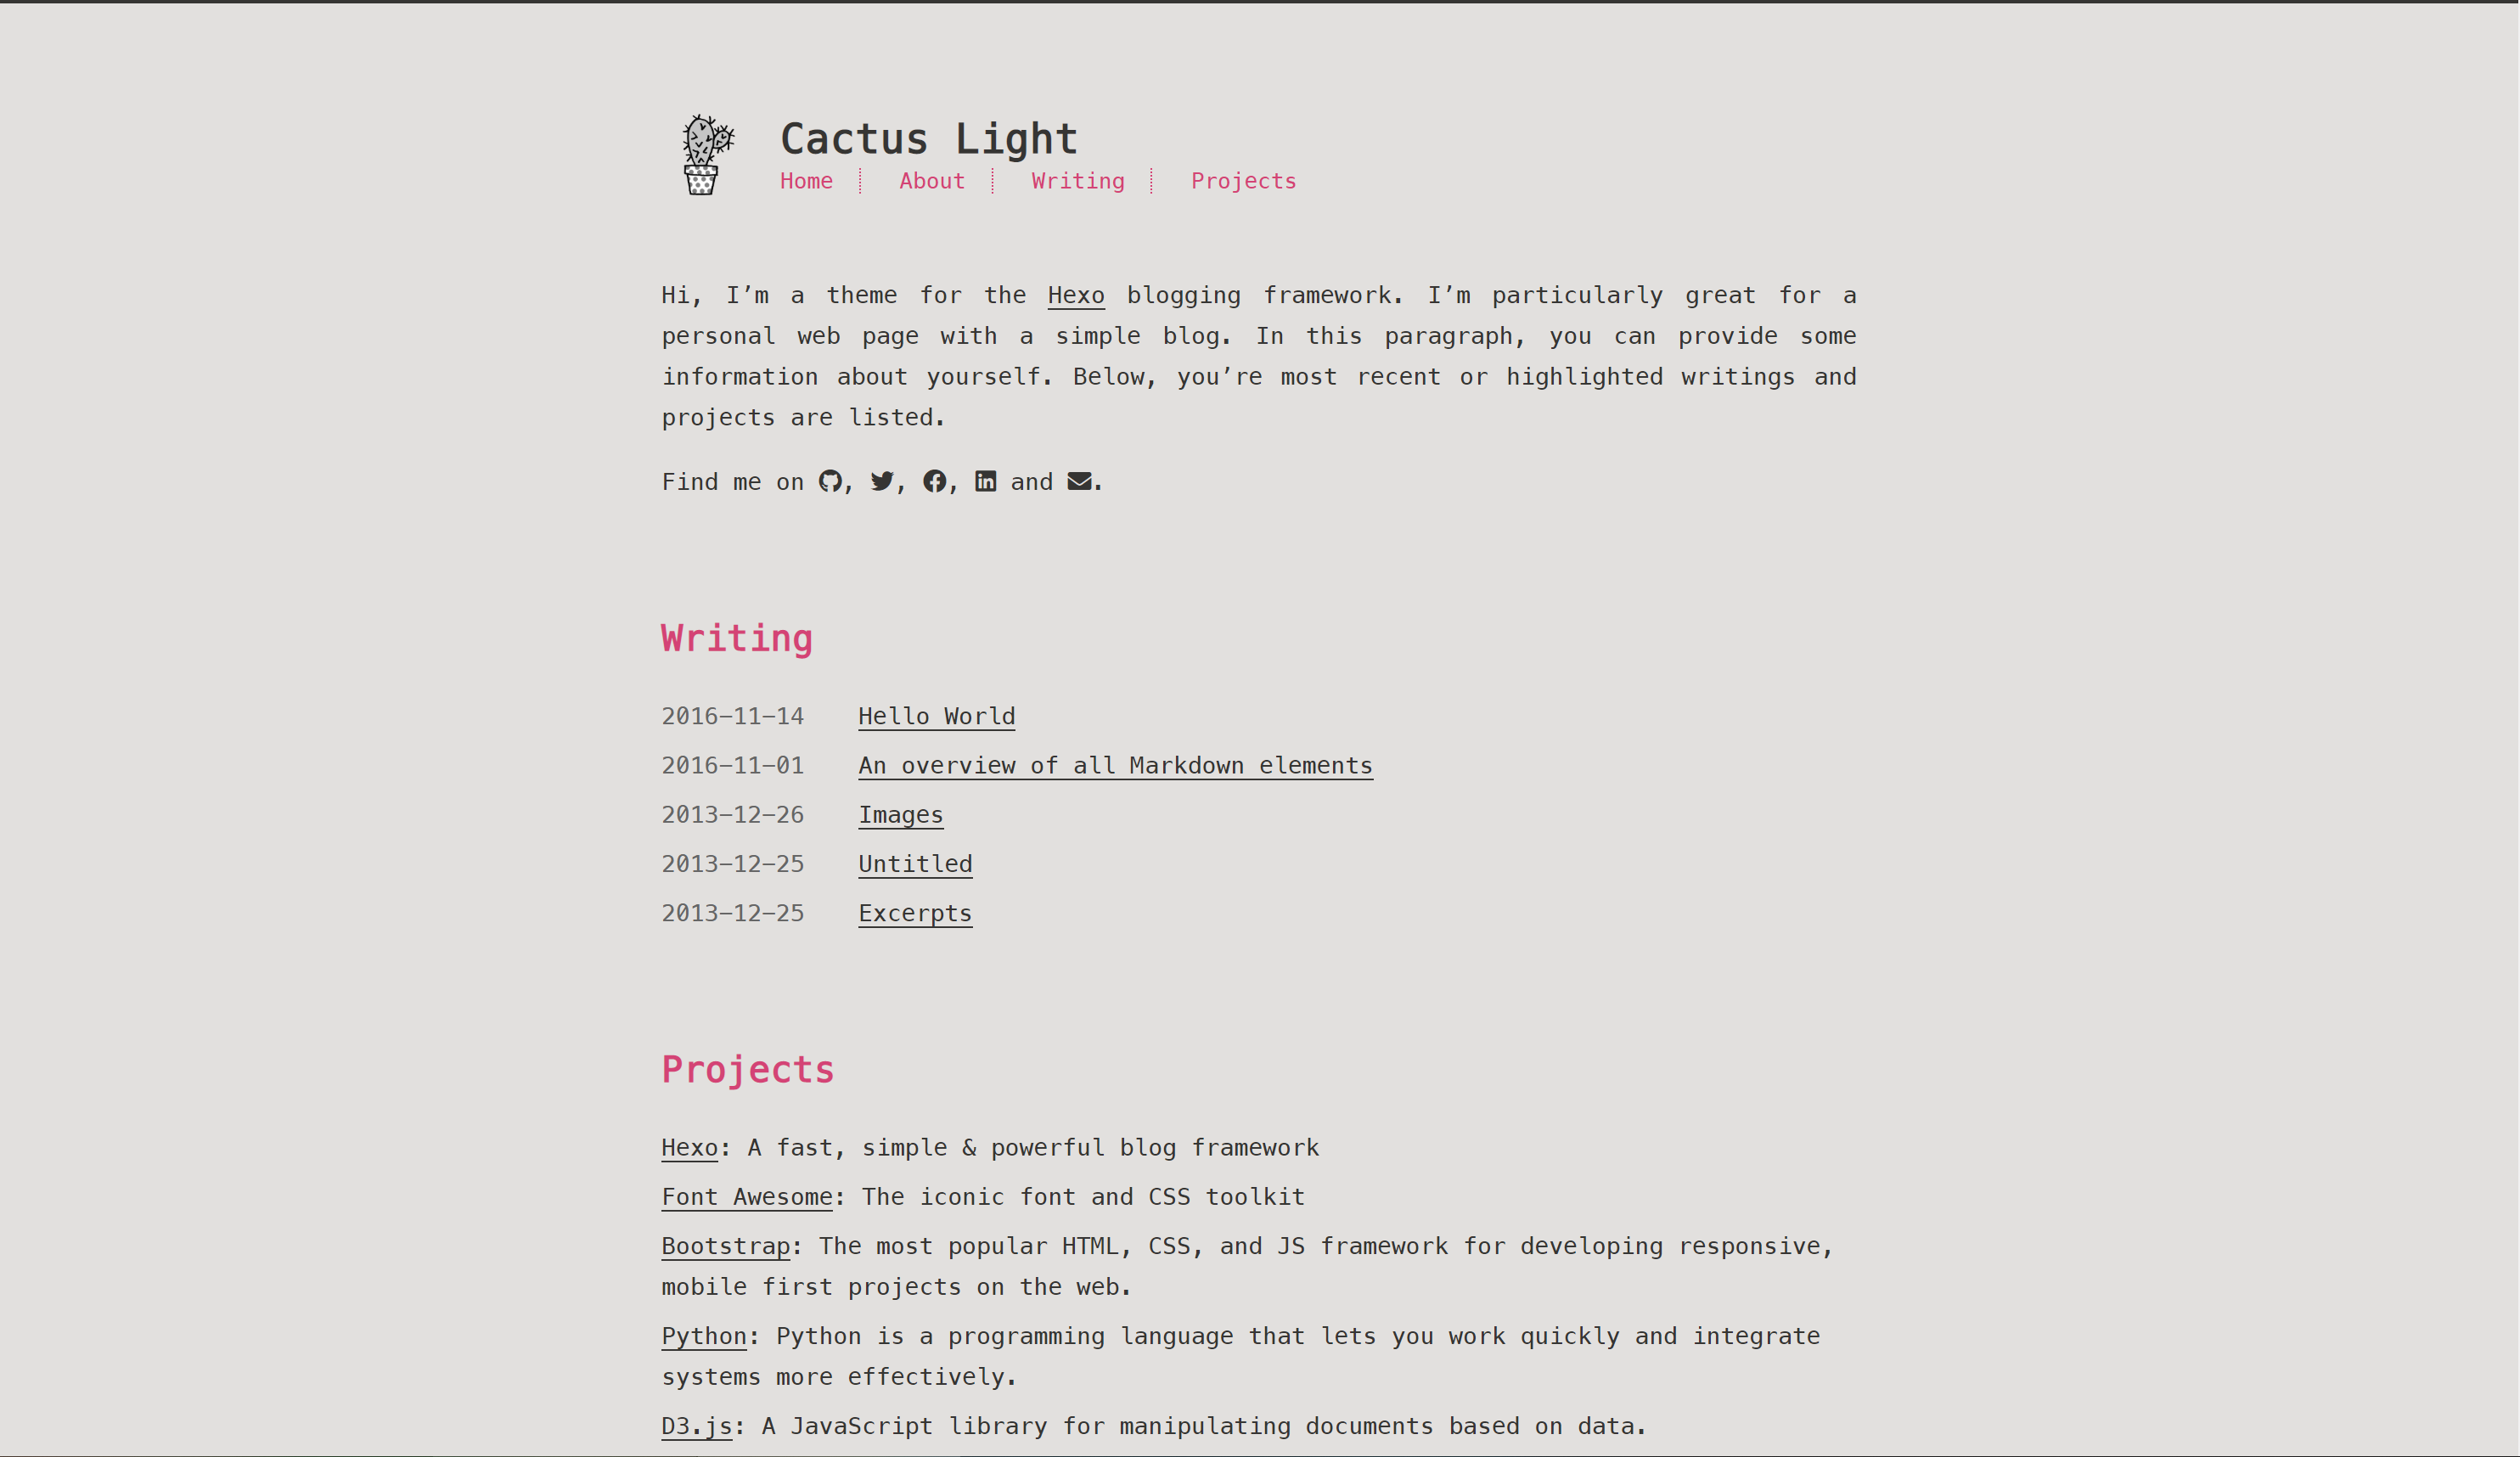 Cactus Light
Home About Writing Projects
Hi, I’m a theme for the Hexo blogging framework. I’m particularly great for a
personal web page with a simple blog. In this paragraph, you can provide some
information about yourself. Below, you’re most recent or highlighted writings and
projects are listed.
Find me on , , , and .
Writing
2016-11-14 Hello World
2016-11-01 An overview of all Markdown elements
2013-12-26 Images
2013-12-25 Untitled
2013-12-25 Excerpts
Projects
Hexo: A fast, simple & powerful blog framework
Font Awesome: The iconic font and CSS toolkit
Bootstrap: The most popular HTML, CSS, and JS framework for developing responsive,
mobile first projects on the web.
Python: Python is a programming language that lets you work quickly and integrate
systems more effectively.
D3.js: A JavaScript library for manipulating documents based on data.